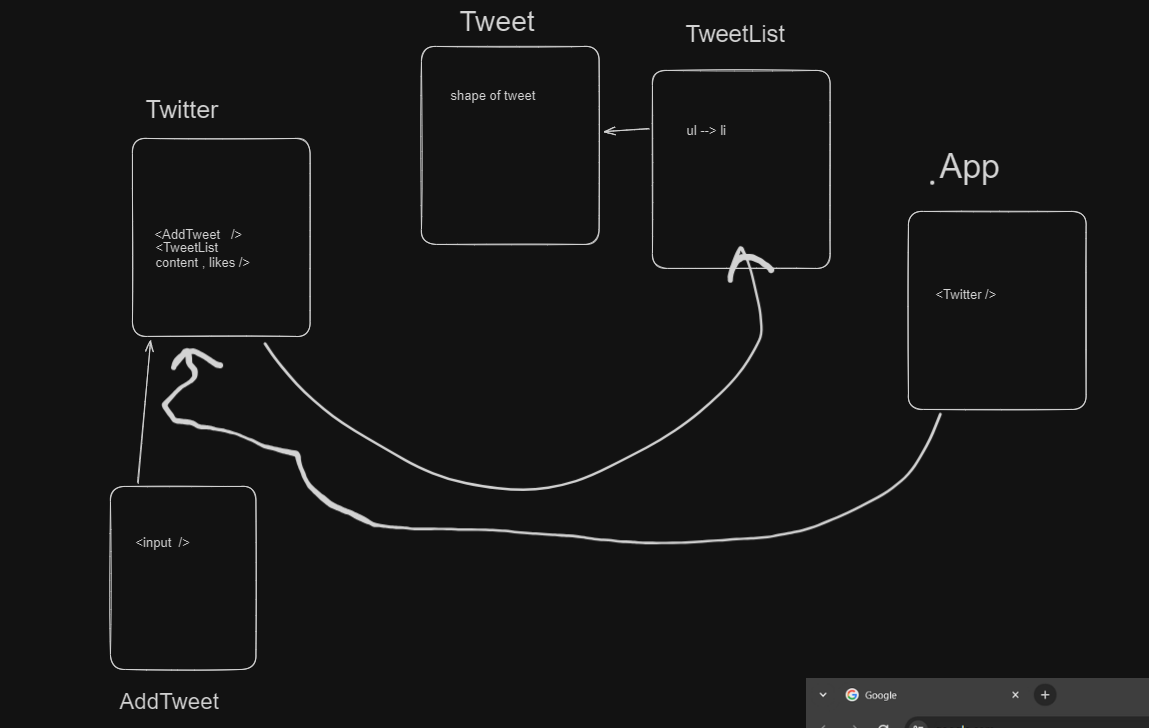 Tweet
shape of tweet
TweetList
ul --> li
Twitter
<AddTweet />
<TweetList
content , likes />
.App
<Twitter />
<input />
AddTweet
Google